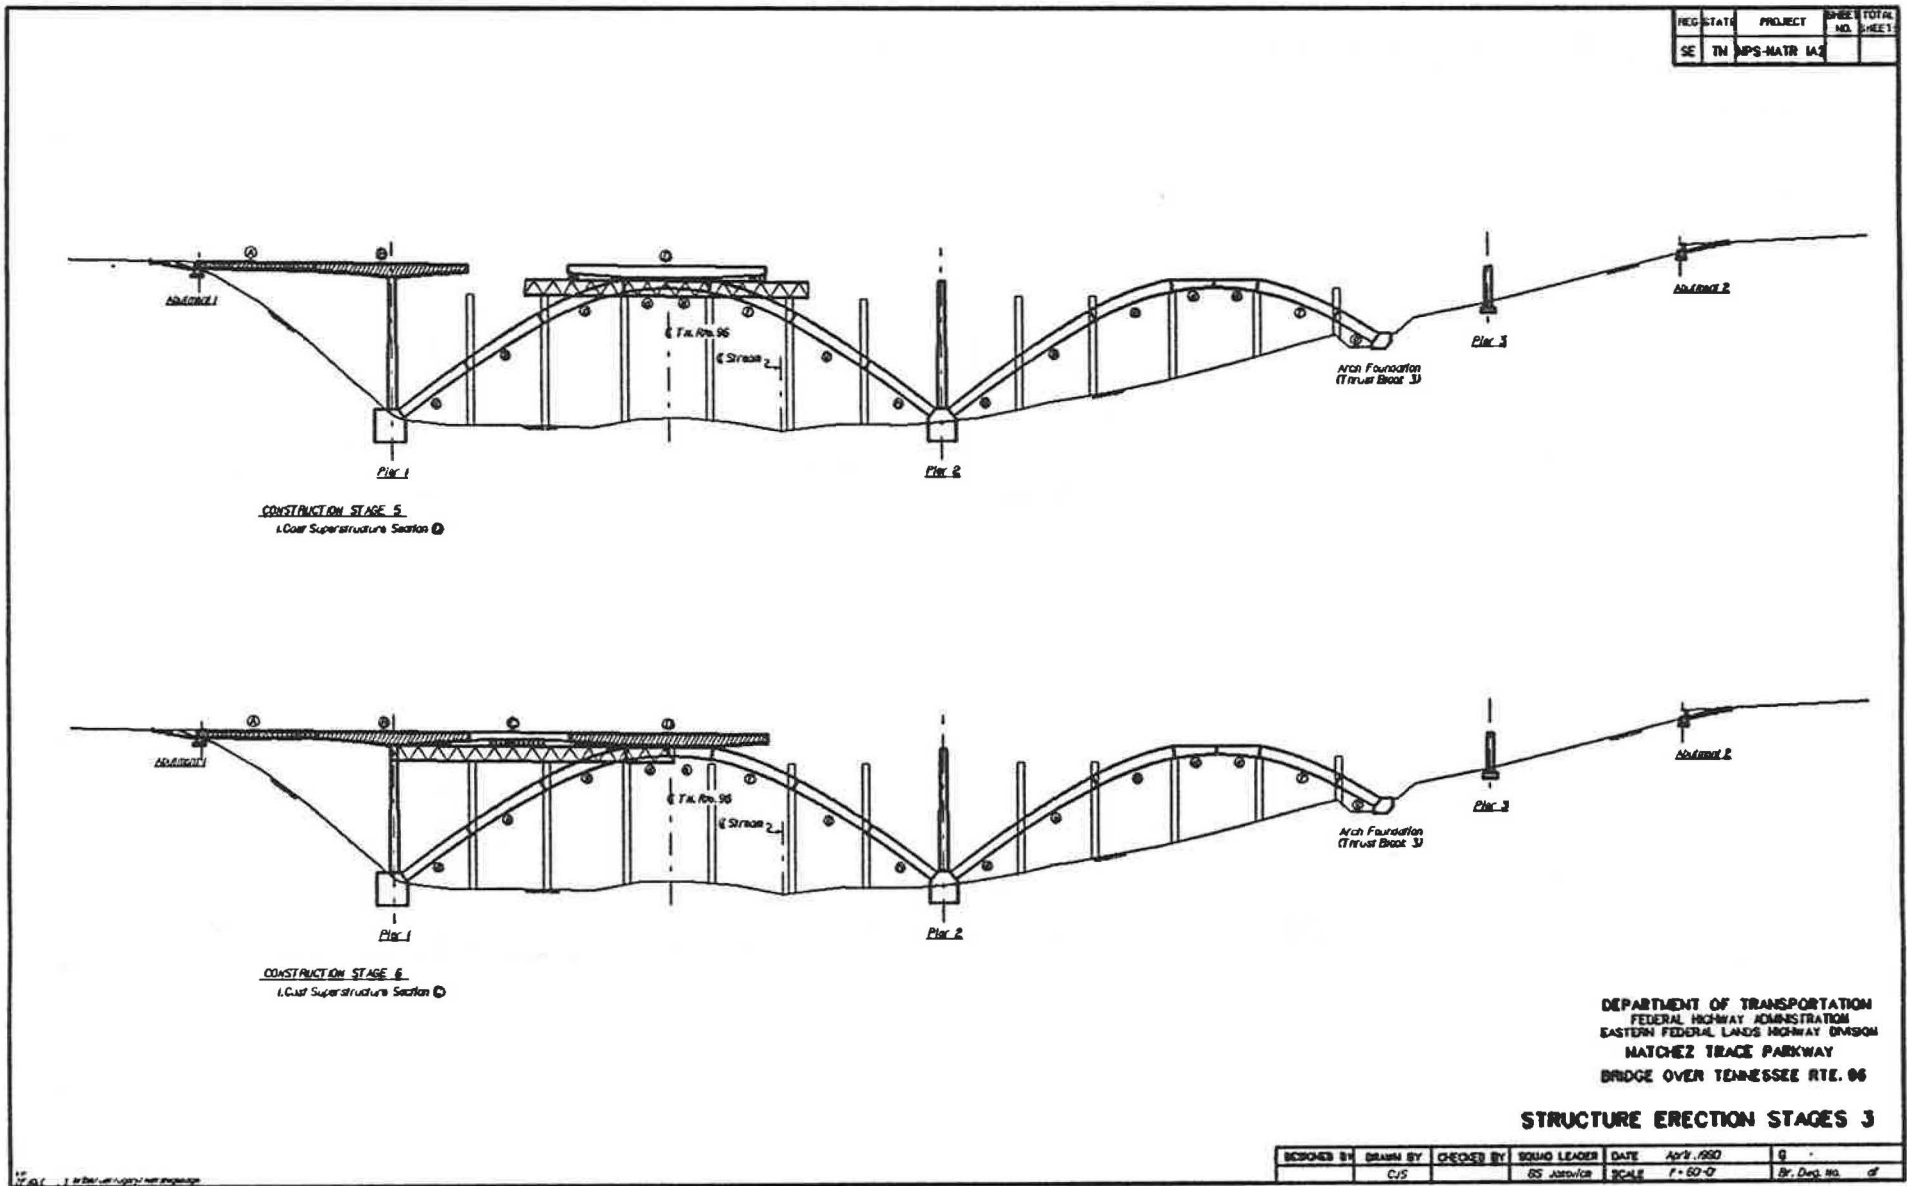 REG STATE PROJECT SHEET NO. TOTAL SHEETS
SE TN NPS-NATR 1A2
A B D
Abutment 1
₵ Tn. Rte. 96
₵ Stream
Arch Foundation
(Thrust Block 3)
Pier 3
Abutment 2
Pier 1
Pier 2
CONSTRUCTION STAGE 5
1. Cast Superstructure Section D
A B C D
Abutment 1
₵ Tn. Rte. 96
₵ Stream
Arch Foundation
(Thrust Block 3)
Pier 3
Abutment 2
Pier 1
Pier 2
CONSTRUCTION STAGE 6
1. Cast Superstructure Section C
DEPARTMENT OF TRANSPORTATION
FEDERAL HIGHWAY ADMINISTRATION
EASTERN FEDERAL LANDS HIGHWAY DIVISION
NATCHEZ TRACE PARKWAY
BRIDGE OVER TENNESSEE RTE. 96
STRUCTURE ERECTION STAGES 3
DESIGNED BY DRAWN BY CHECKED BY SQUAD LEADER DATE April, 1990
CJS SCALE 1"=60'-0" Br. Dwg. No. of